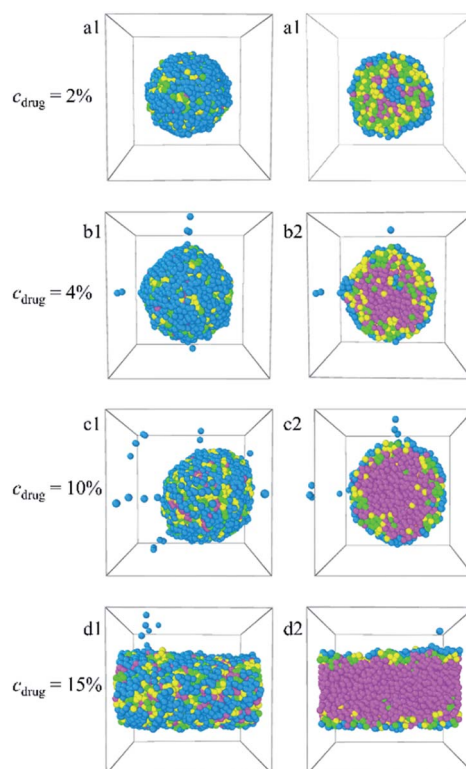 a1 a1
c_drug = 2%
b1 b2
c_drug = 4%
c1 c2
c_drug = 10%
d1 d2
c_drug = 15%